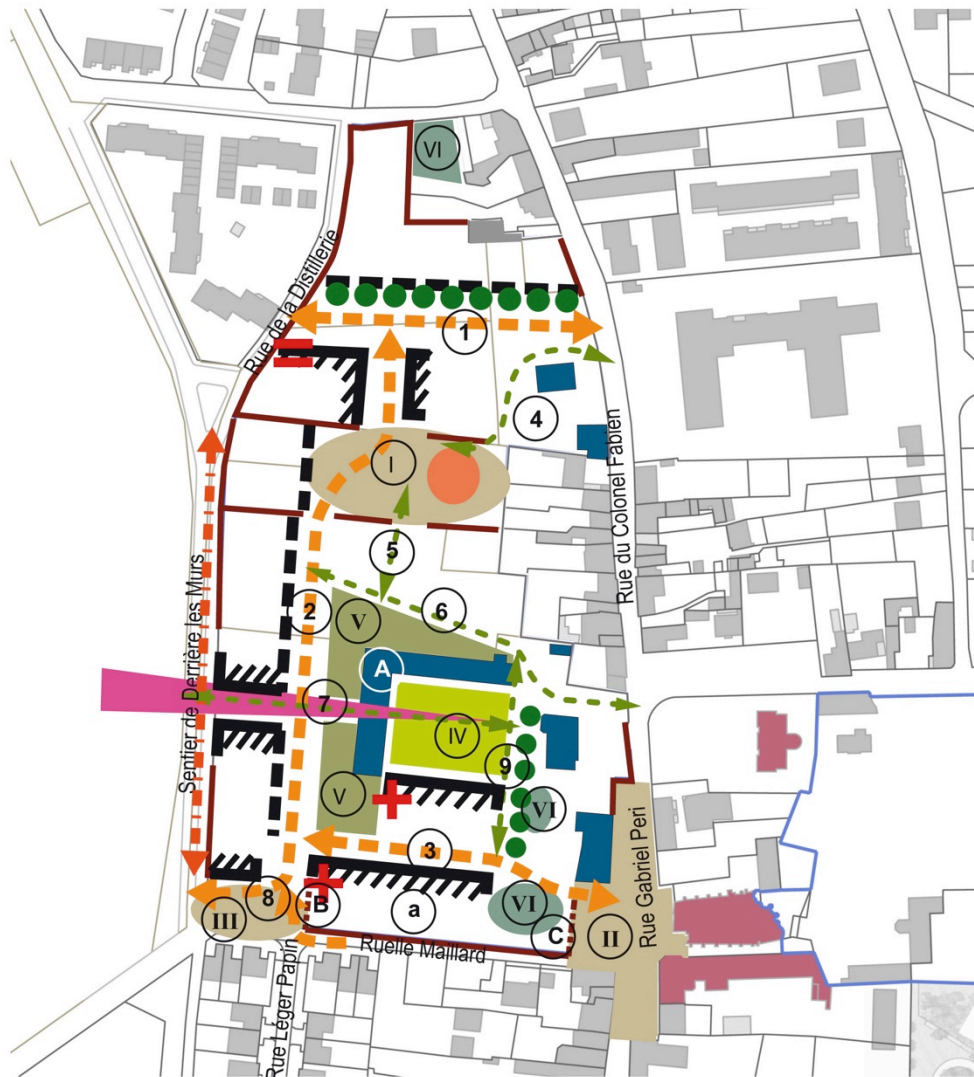 VI
Rue de la Distillerie
1
4
I
Rue du Colonel Fabien
5
2
V
6
Sentier de Derrière les Murs
A
7
IV
9
V
VI
3
8
B
a
VI
III
C
II
Rue Gabriel Peri
Ruelle Maillard
Rue Léger Papin